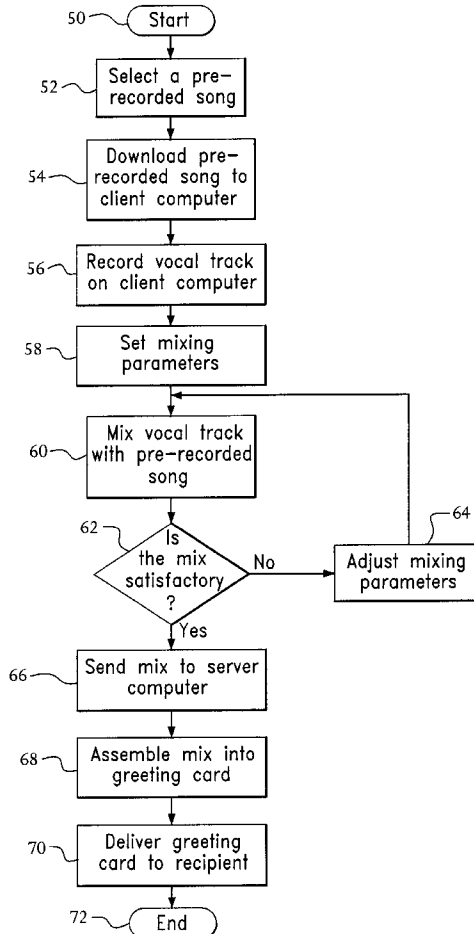 50
Start
52
Select a pre-
recorded song
54
Download pre-
recorded song to
client computer
56
Record vocal track
on client computer
58
Set mixing
parameters
60
Mix vocal track
with pre-recorded
song
62
Is
the mix
satisfactory
?
No
Yes
64
Adjust mixing
parameters
66
Send mix to server
computer
68
Assemble mix into
greeting card
70
Deliver greeting
card to recipient
72
End